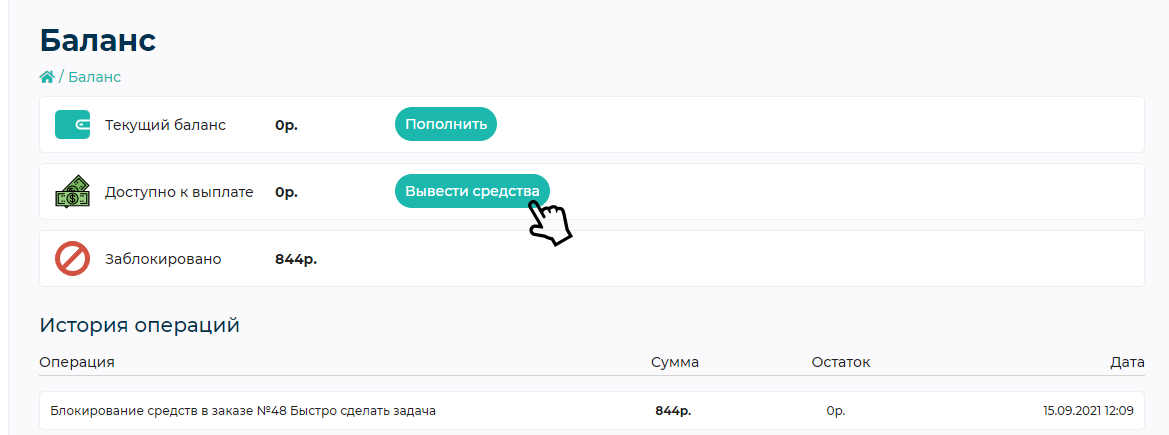 Баланс
/ Баланс
Текущий баланс 0р. Пополнить
Доступно к выплате 0р. Вывести средства
Заблокировано 844р.
История операций
Операция Сумма Остаток Дата
Блокирование средств в заказе №48 Быстро сделать задача 844р. 0р. 15.09.2021 12:09